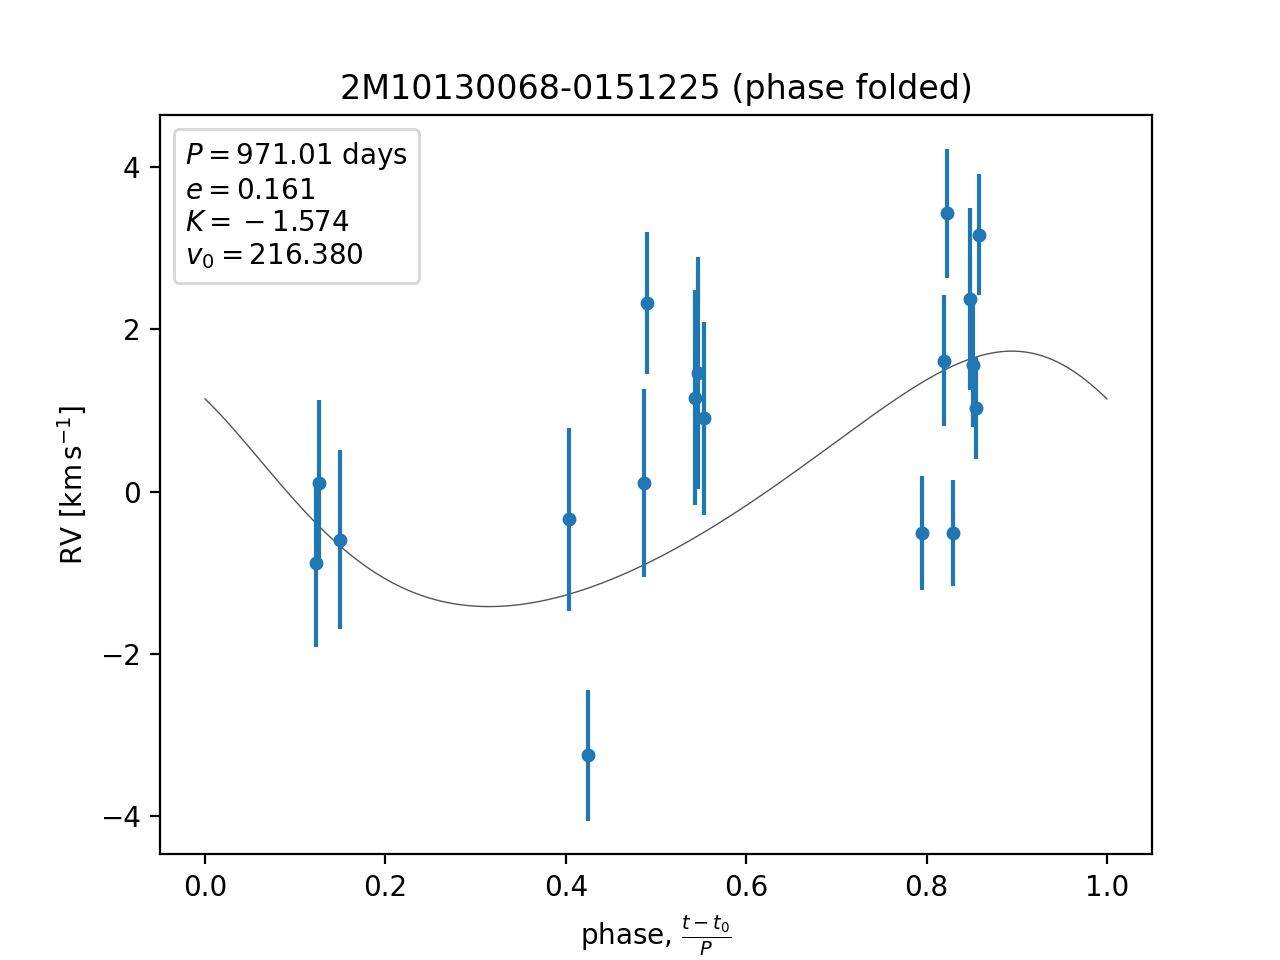 2M10130068-0151225 (phase folded)
P = 971.01 days
e = 0.161
K = −1.574
v₀ = 216.380
4
2
0
−2
−4
RV [km s⁻¹]
0.0 0.2 0.4 0.6 0.8 1.0
phase, (t − t₀)/P